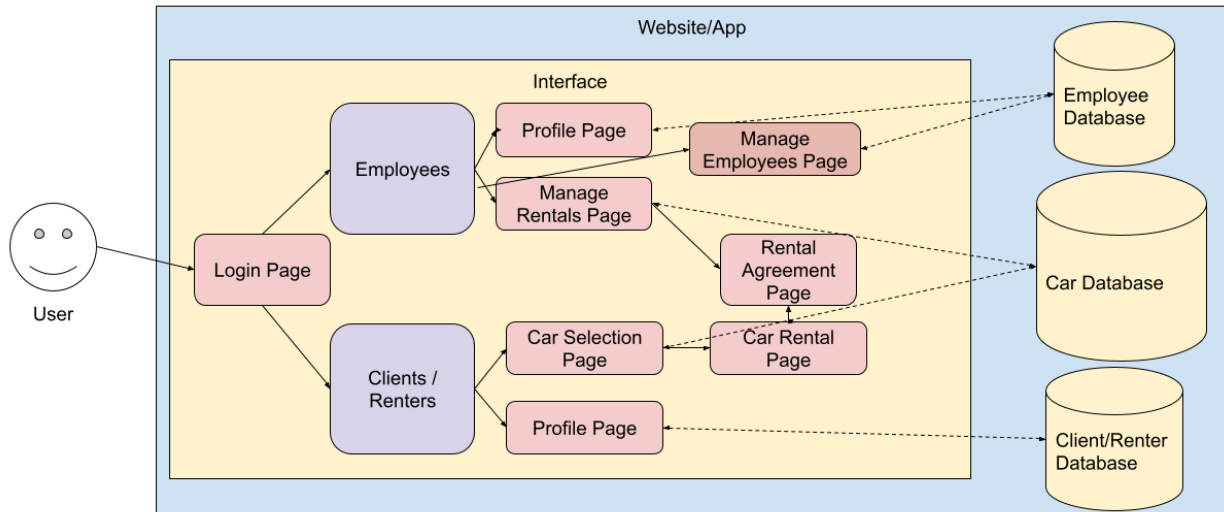 Website/App
Interface
Employee
Database
Profile Page
Manage
Employees Page
Employees
Manage
Rentals Page
Login Page
Rental
Agreement
Page
Car Database
User
Car Selection
Page
Car Rental
Page
Clients /
Renters
Profile Page
Client/Renter
Database